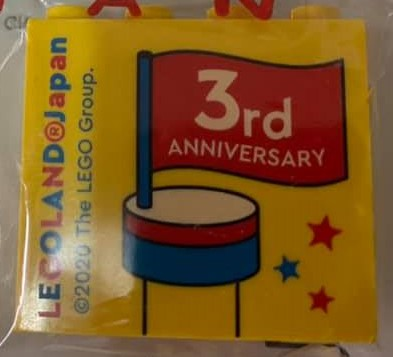 LEGOLAND®Japan
©2020 The LEGO Group.
3rd
ANNIVERSARY